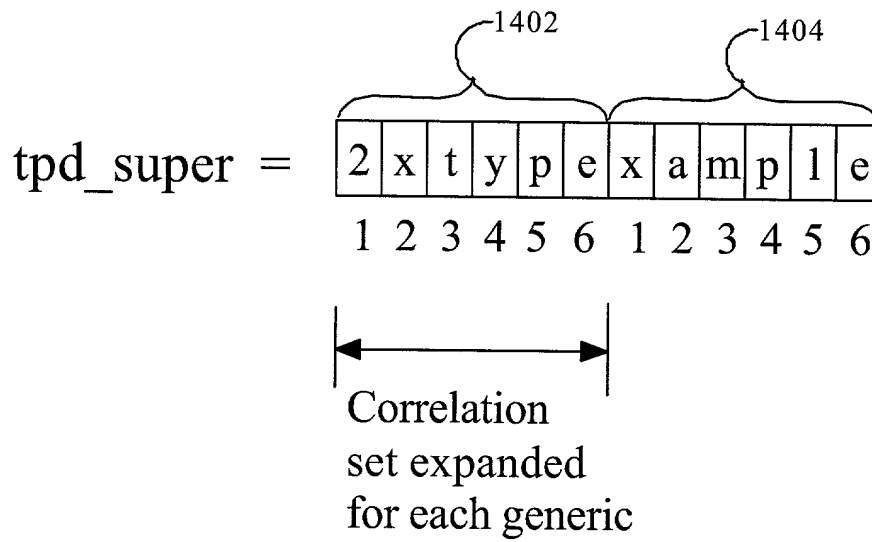 1402
1404
tpd_super = 2 x t y p e x a m p l e
1 2 3 4 5 6 1 2 3 4 5 6
Correlation
set expanded
for each generic